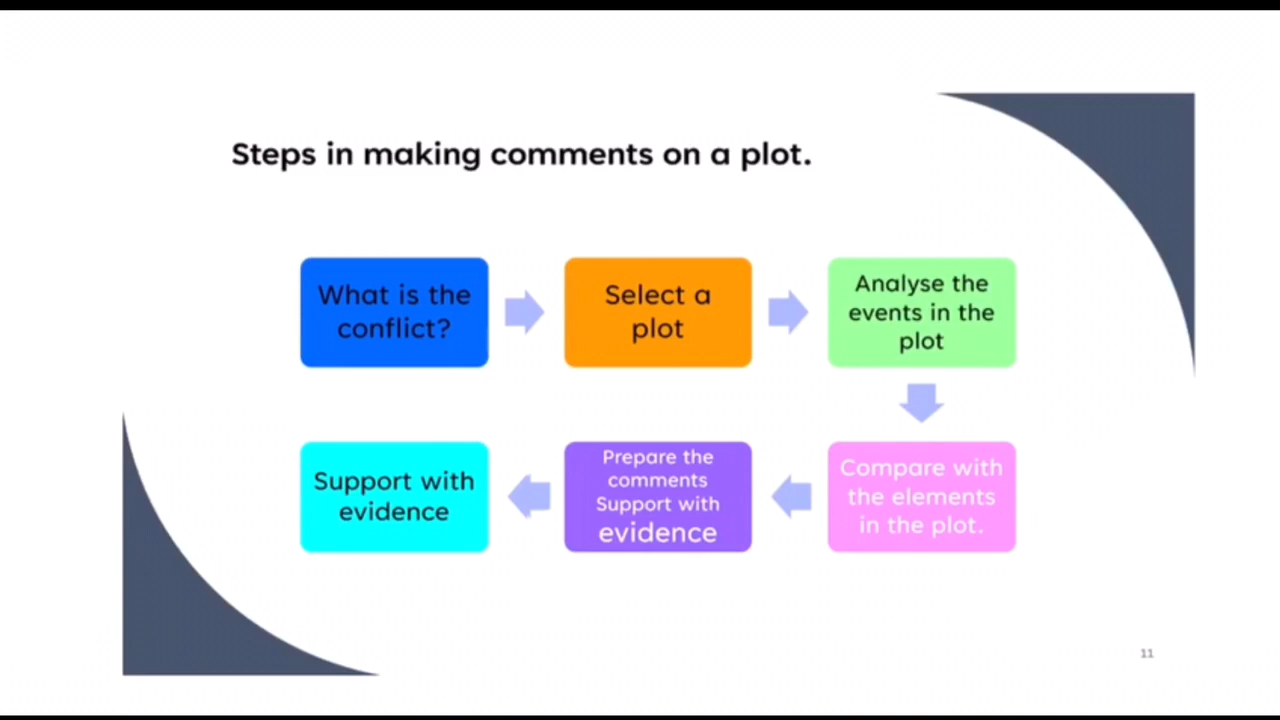 Steps in making comments on a plot.
What is the
conflict?
Select a
plot
Analyse the
events in the
plot
Compare with
the elements
in the plot.
Prepare the
comments
Support with
evidence
Support with
evidence
11